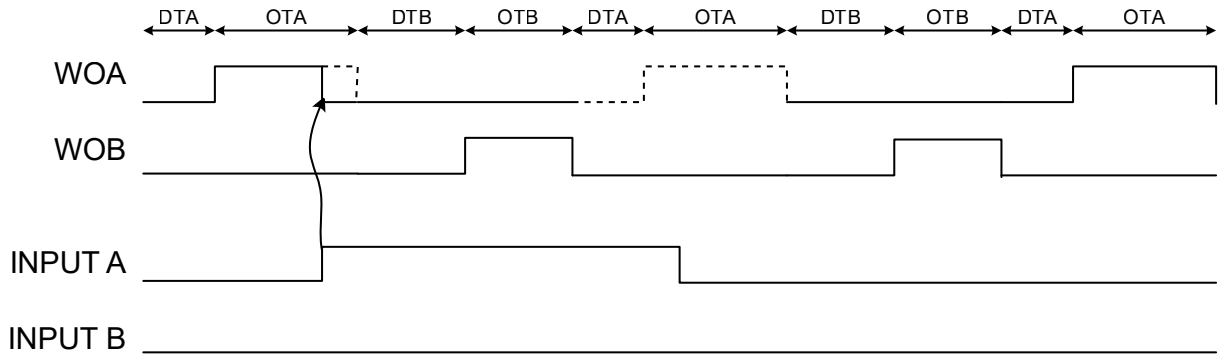 DTA OTA DTB OTB DTA OTA DTB OTB DTA OTA
WOA
WOB
INPUT A
INPUT B